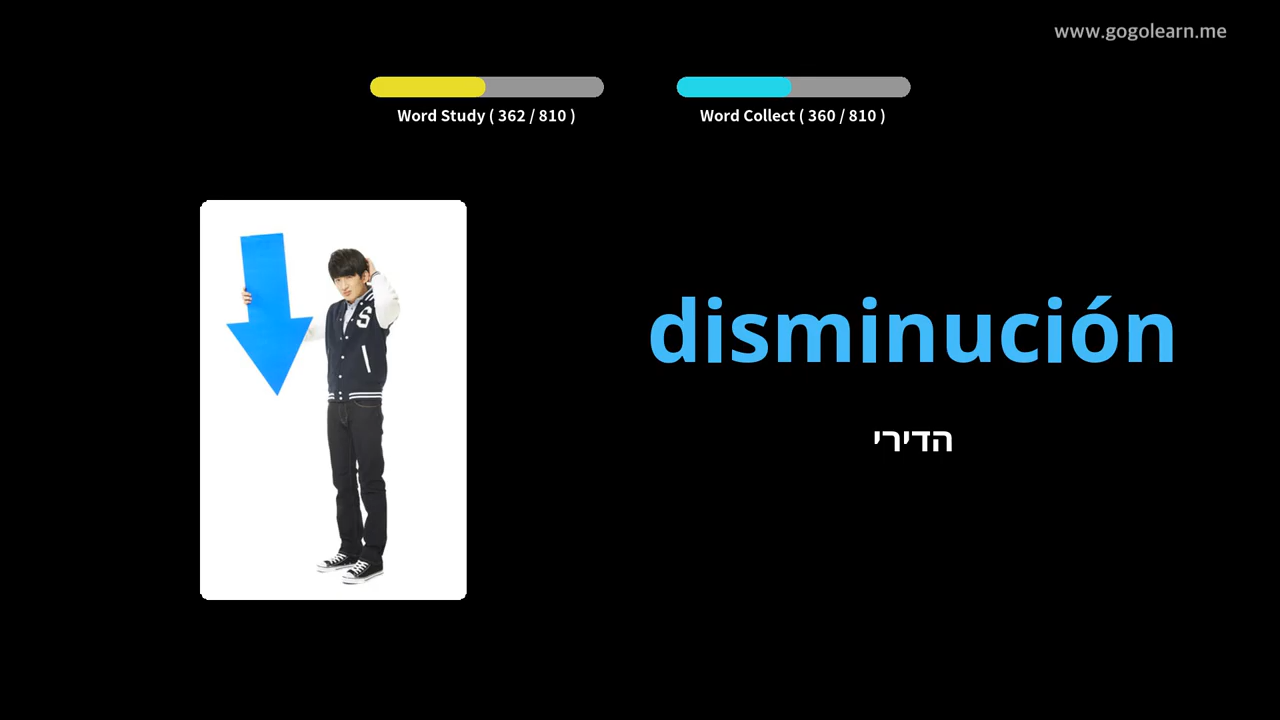 www.gogolearn.me
Word Study ( 362 / 810 )
Word Collect ( 360 / 810 )
S
disminución
הדירי